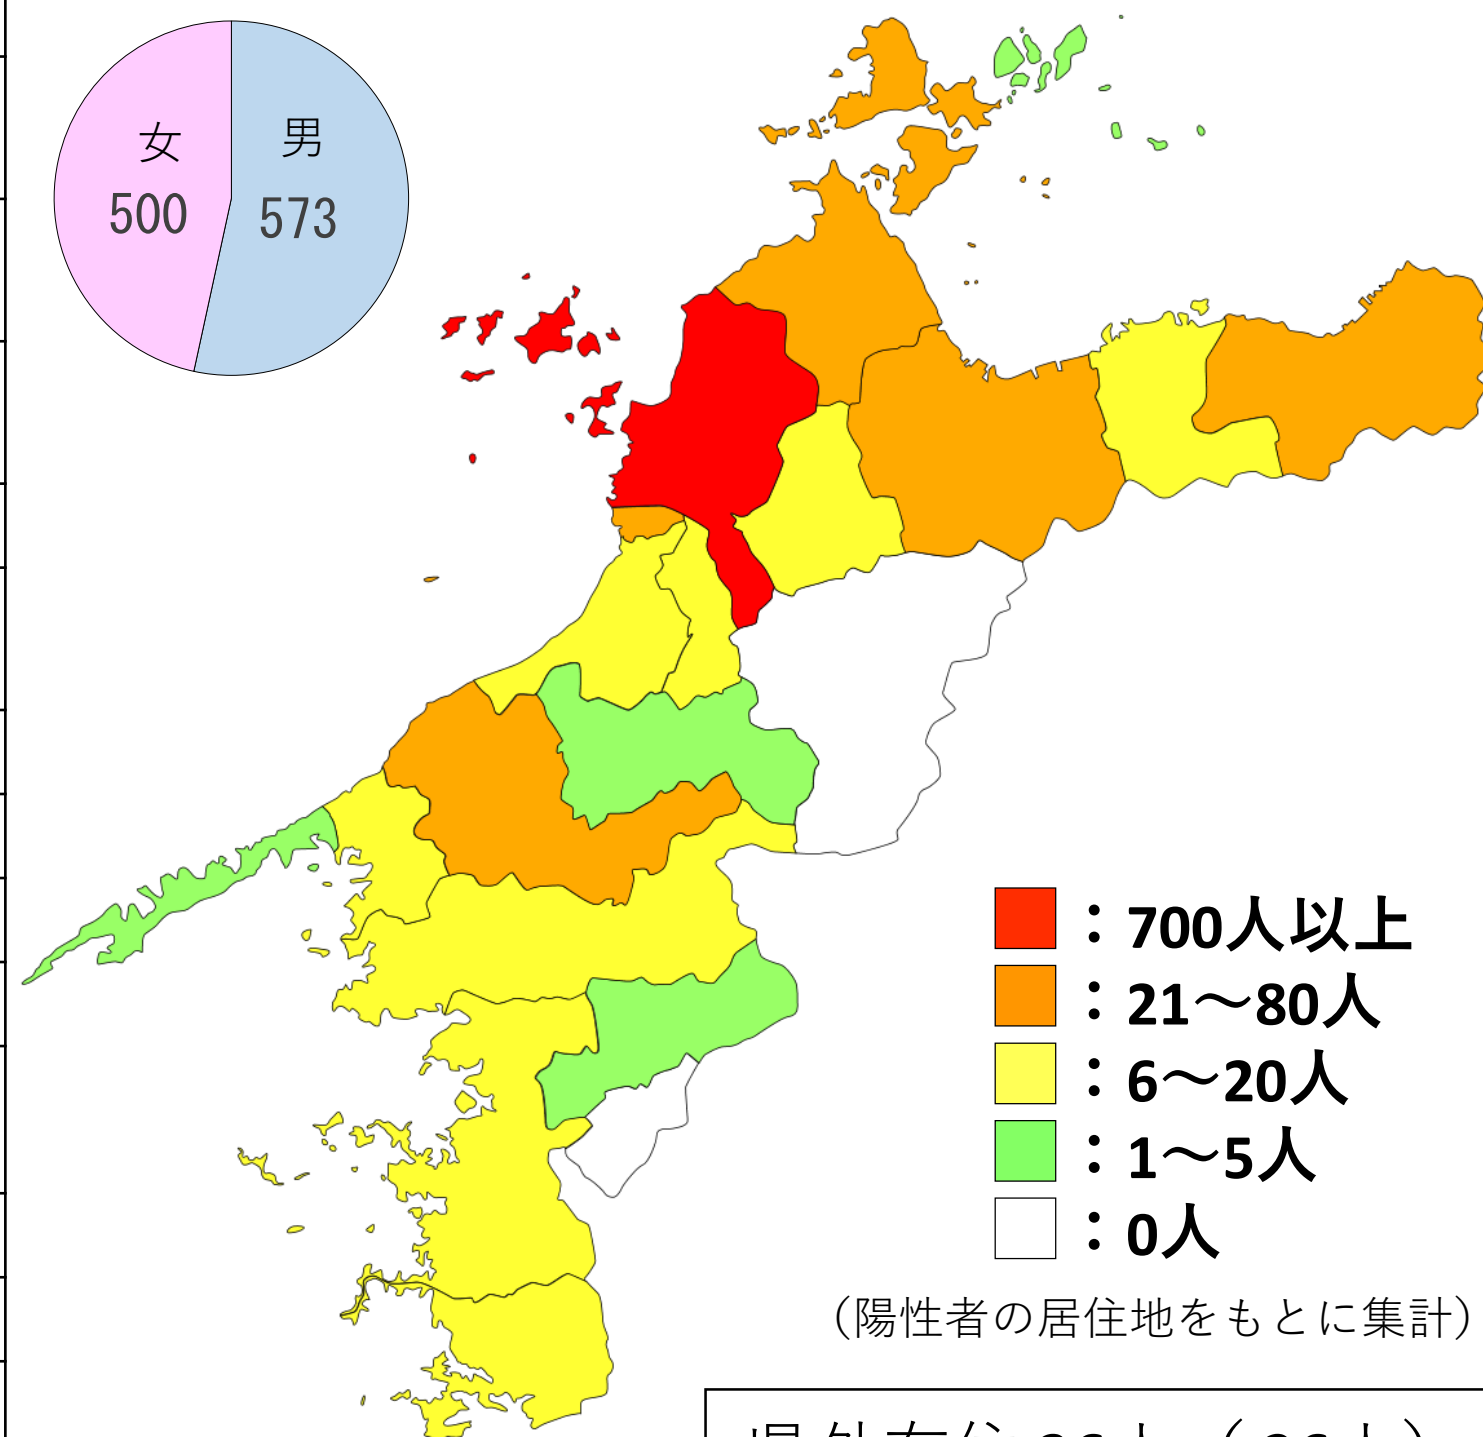 女
500
男
573
：700人以上
：21～80人
：6～20人
：1～5人
：0人
（陽性者の居住地をもとに集計）